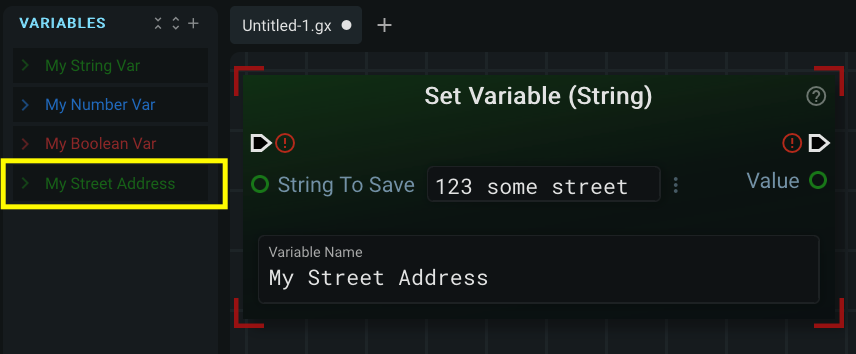 VARIABLES
My String Var
My Number Var
My Boolean Var
My Street Address
Untitled-1.gx
Set Variable (String)
String To Save
123 some street
Value
Variable Name
My Street Address